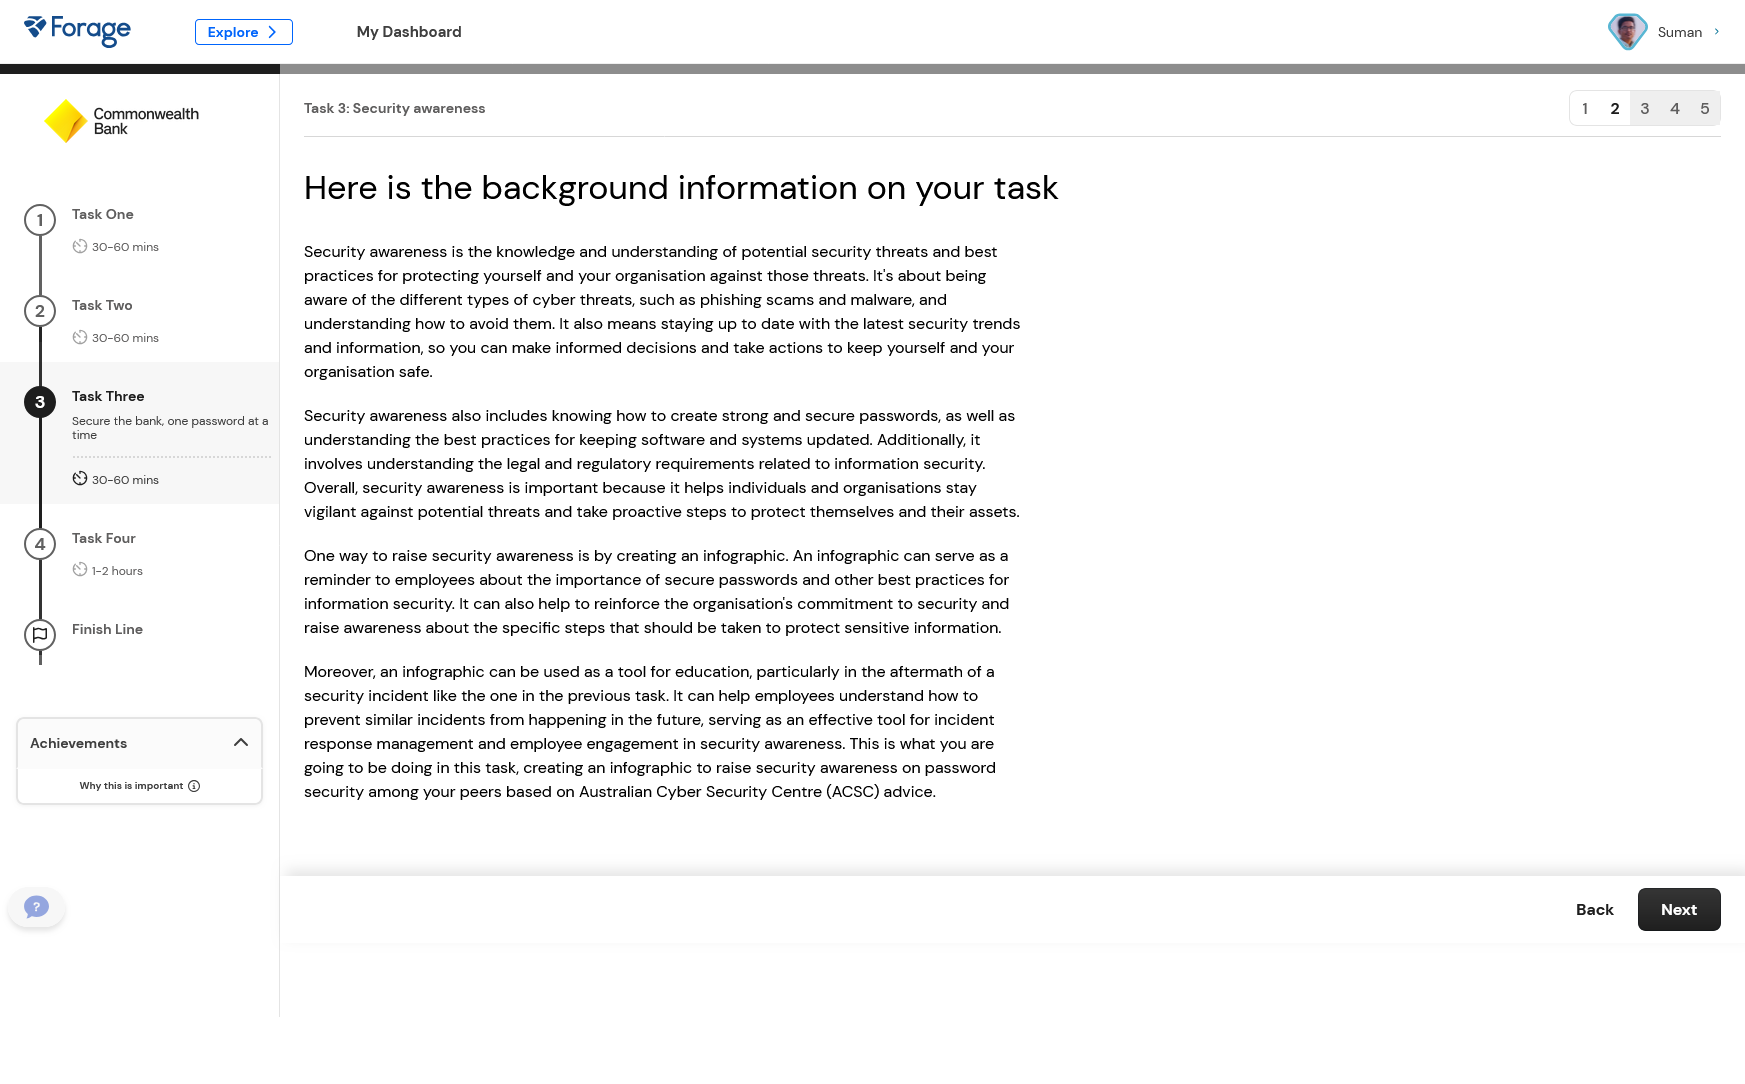 Forage
Explore
My Dashboard
Suman
Commonwealth
Bank
1
Task One
30-60 mins
2
Task Two
30-60 mins
3
Task Three
Secure the bank, one password at a
time
30-60 mins
4
Task Four
1-2 hours
Finish Line
Achievements
Why this is important
?
Task 3: Security awareness
1 2 3 4 5
Here is the background information on your task
Security awareness is the knowledge and understanding of potential security threats and best
practices for protecting yourself and your organisation against those threats. It's about being
aware of the different types of cyber threats, such as phishing scams and malware, and
understanding how to avoid them. It also means staying up to date with the latest security trends
and information, so you can make informed decisions and take actions to keep yourself and your
organisation safe.
Security awareness also includes knowing how to create strong and secure passwords, as well as
understanding the best practices for keeping software and systems updated. Additionally, it
involves understanding the legal and regulatory requirements related to information security.
Overall, security awareness is important because it helps individuals and organisations stay
vigilant against potential threats and take proactive steps to protect themselves and their assets.
One way to raise security awareness is by creating an infographic. An infographic can serve as a
reminder to employees about the importance of secure passwords and other best practices for
information security. It can also help to reinforce the organisation's commitment to security and
raise awareness about the specific steps that should be taken to protect sensitive information.
Moreover, an infographic can be used as a tool for education, particularly in the aftermath of a
security incident like the one in the previous task. It can help employees understand how to
prevent similar incidents from happening in the future, serving as an effective tool for incident
response management and employee engagement in security awareness. This is what you are
going to be doing in this task, creating an infographic to raise security awareness on password
security among your peers based on Australian Cyber Security Centre (ACSC) advice.
Back
Next